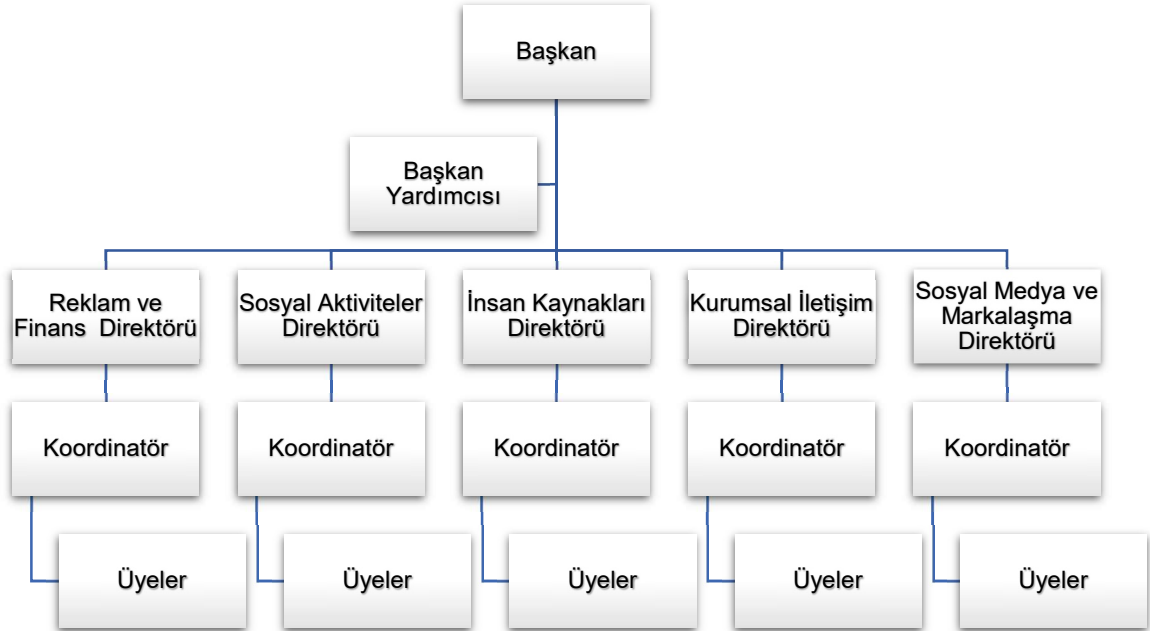 Başkan
Başkan
Yardımcısı
Reklam ve
Finans  Direktörü
Sosyal Aktiviteler
Direktörü
İnsan Kaynakları
Direktörü
Kurumsal İletişim
Direktörü
Sosyal Medya ve
Markalaşma
Direktörü
Koordinatör
Koordinatör
Koordinatör
Koordinatör
Koordinatör
Üyeler
Üyeler
Üyeler
Üyeler
Üyeler